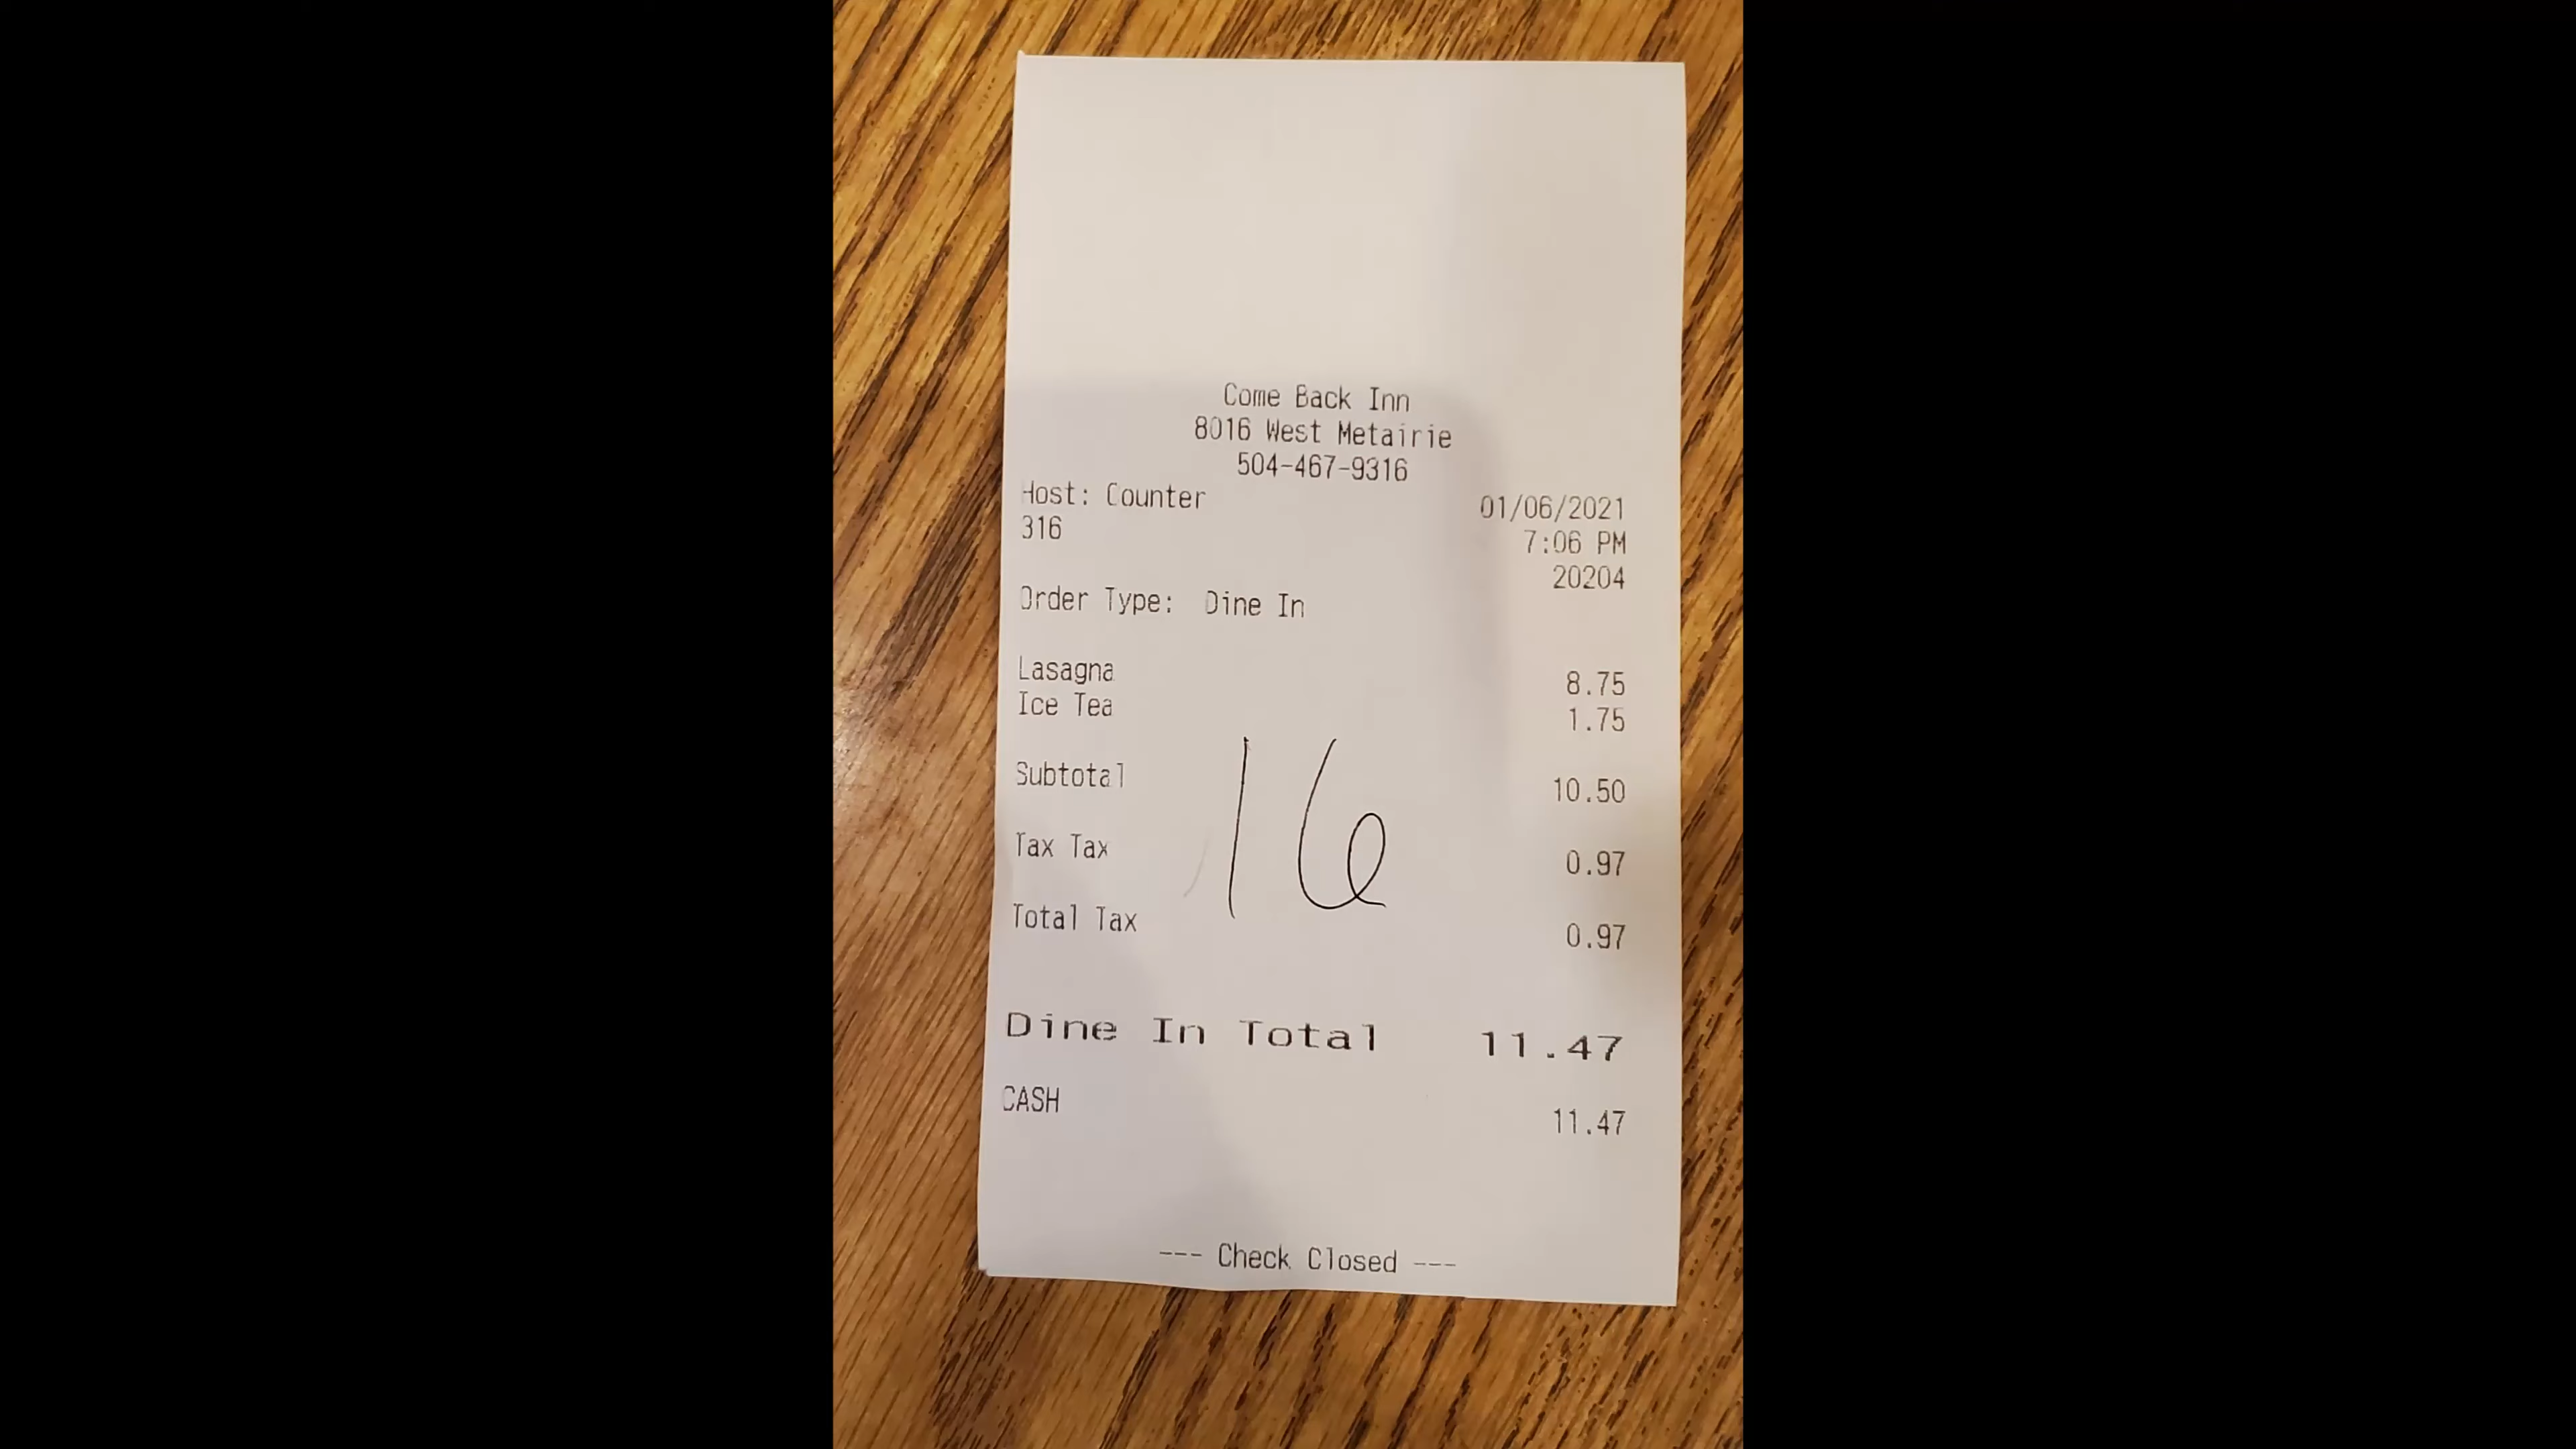 Come Back Inn
8016 West Metairie
504-467-9316
Host: Counter 01/06/2021
316 7:06 PM
20204
Order Type: Dine In
Lasagna 8.75
Ice Tea 1.75
Subtotal 10.50
16
Tax Tax 0.97
Total Tax 0.97
Dine In Total 11.47
CASH 11.47
--- Check Closed ---